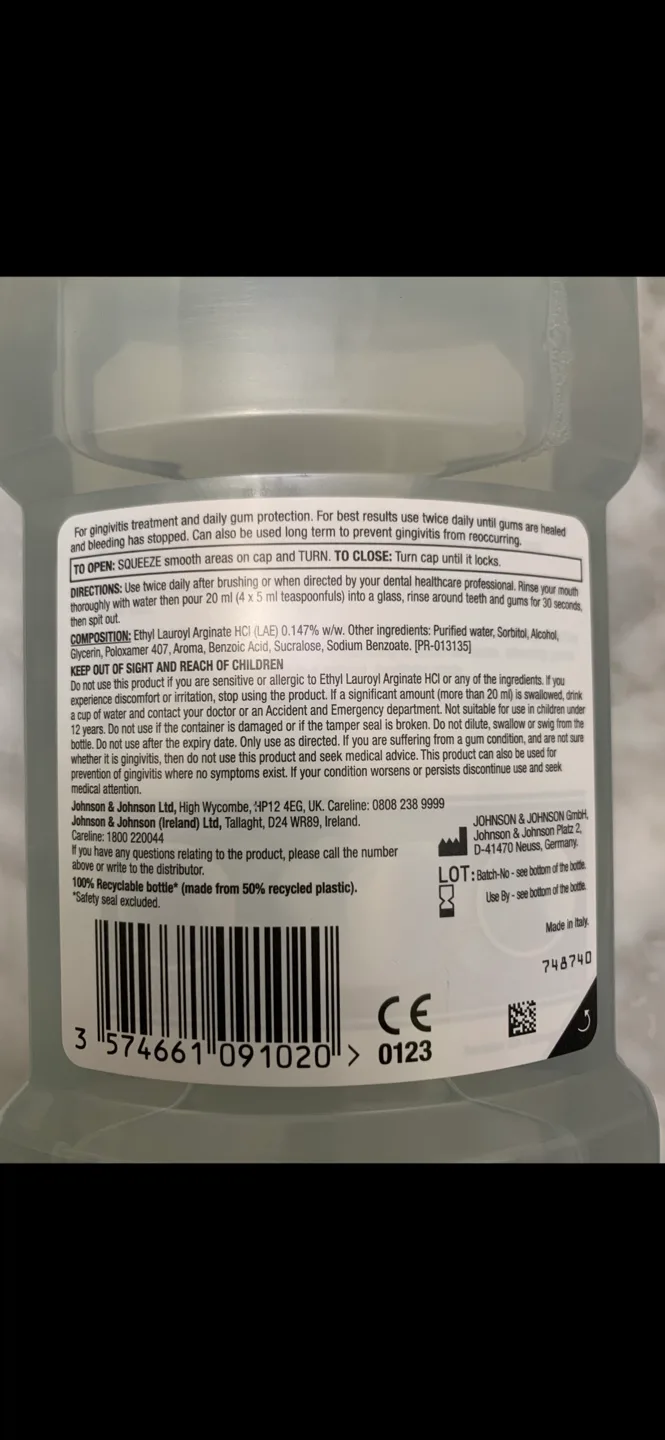 For gingivitis treatment and daily gum protection. For best results use twice daily until gums are healed
and bleeding has stopped. Can also be used long term to prevent gingivitis from reoccurring.
TO OPEN: SQUEEZE smooth areas on cap and TURN. TO CLOSE: Turn cap until it locks.
DIRECTIONS: Use twice daily after brushing or when directed by your dental healthcare professional. Rinse your mouth
thoroughly with water then pour 20 ml (4 x 5 ml teaspoonfuls) into a glass, rinse around teeth and gums for 30 seconds,
then spit out.
COMPOSITION: Ethyl Lauroyl Arginate HCl (LAE) 0.147% w/w. Other ingredients: Purified water, Sorbitol, Alcohol,
Glycerin, Poloxamer 407, Aroma, Benzoic Acid, Sucralose, Sodium Benzoate. [PR-013135]
KEEP OUT OF SIGHT AND REACH OF CHILDREN
Do not use this product if you are sensitive or allergic to Ethyl Lauroyl Arginate HCl or any of the ingredients. If you
experience discomfort or irritation, stop using the product. If a significant amount (more than 20 ml) is swallowed, drink
a cup of water and contact your doctor or an Accident and Emergency department. Not suitable for use in children under
12 years. Do not use if the container is damaged or if the tamper seal is broken. Do not dilute, swallow or swig from the
bottle. Do not use after the expiry date. Only use as directed. If you are suffering from a gum condition, and are not sure
whether it is gingivitis, then do not use this product and seek medical advice. This product can also be used for
prevention of gingivitis where no symptoms exist. If your condition worsens or persists discontinue use and seek
medical attention.
Johnson & Johnson Ltd, High Wycombe, HP12 4EG, UK. Careline: 0808 238 9999
Johnson & Johnson (Ireland) Ltd, Tallaght, D24 WR89, Ireland.
Careline: 1800 220044
If you have any questions relating to the product, please call the number
above or write to the distributor.
100% Recyclable bottle* (made from 50% recycled plastic).
*Safety seal excluded.
JOHNSON & JOHNSON GmbH,
Johnson & Johnson Platz 2,
D-41470 Neuss, Germany.
LOT: Batch-No - see bottom of the bottle.
Use By - see bottom of the bottle.
Made in Italy.
748740
3 574661 091020 >
CE
0123